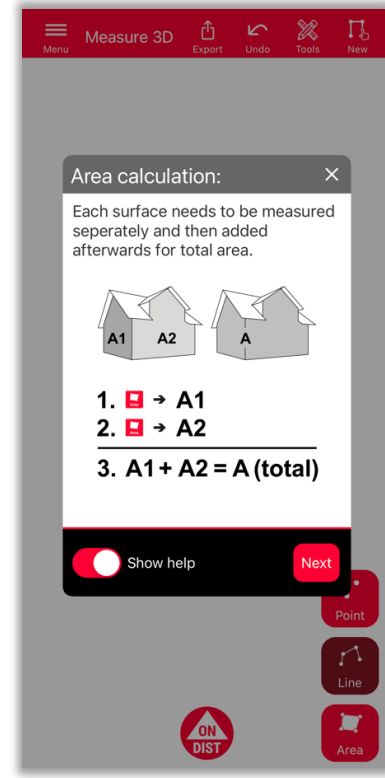 Menu Measure 3D Export Undo Tools New
Area calculation:
Each surface needs to be measured
seperately and then added
afterwards for total area.
A1 A2 A
1. Area → A1
2. Area → A2
3. A1 + A2 = A (total)
Show help Next
Point
Line
ON
DIST
Area